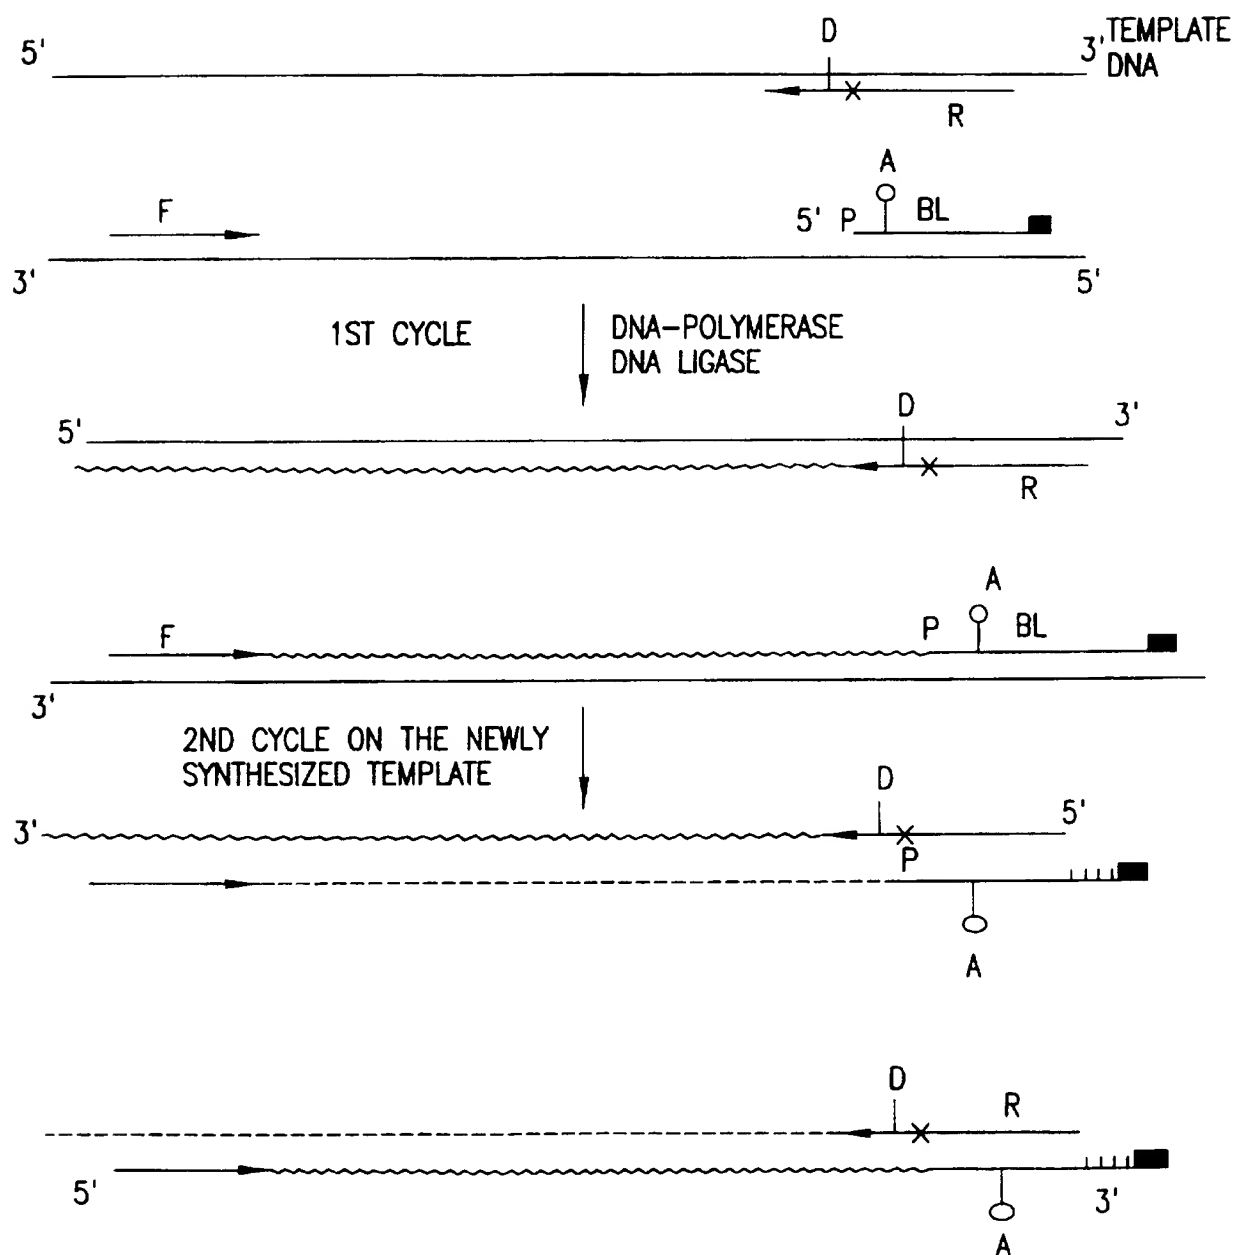 5' D 3' TEMPLATE
DNA
R
A
F 5' P BL
3' 5'
1ST CYCLE DNA-POLYMERASE
DNA LIGASE
5' D 3'
R
A
F P BL
3'
2ND CYCLE ON THE NEWLY
SYNTHESIZED TEMPLATE
D
3' 5'
P
A
D R
5' 3'
A